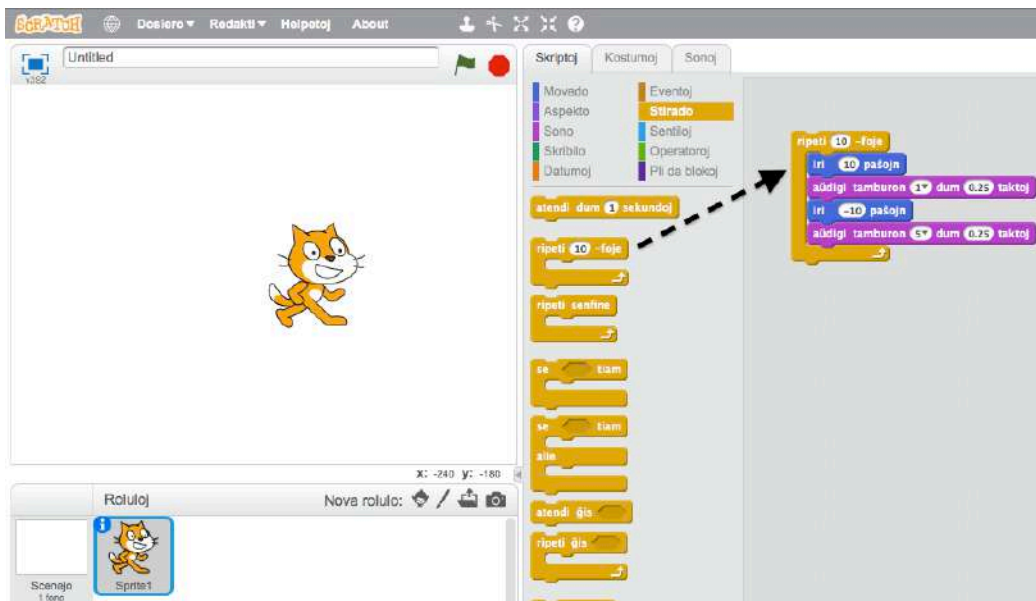 SCRATCH Dosiero Redakti Helpetoj About
Untitled
v382
Skriptoj Kostumoj Sonoj
Movado Eventoj
Aspekto Stirado
Sono Sentiloj
Skribilo Operatoroj
Datumoj Pli da blokoj
atendi dum 1 sekundoj
ripeti 10 -foje
ripeti senfine
se tiam
se tiam
alie
atendi ĝis
ripeti ĝis
ripeti 10 -foje
iri 10 paŝojn
aŭdigi tamburon 1 dum 0.25 taktoj
iri -10 paŝojn
aŭdigi tamburon 5 dum 0.25 taktoj
x: -240 y: -180
Roluloj Nova rolulo:
Scenejo
1 fono
Sprite1